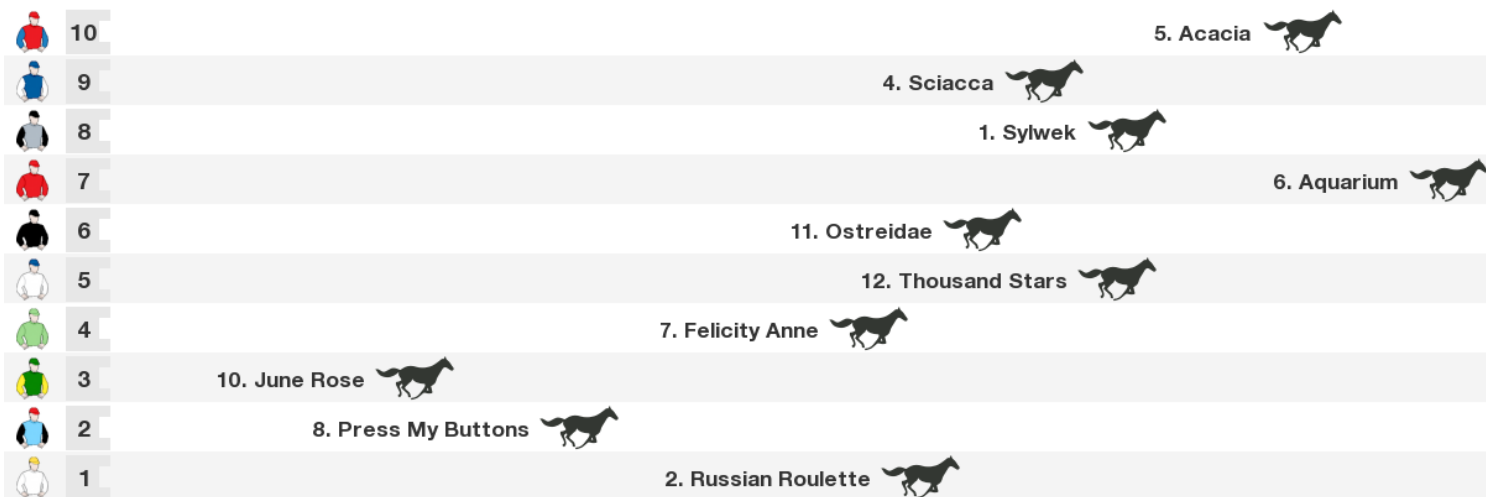 10 5. Acacia
9 4. Sciacca
8 1. Sylwek
7 6. Aquarium
6 11. Ostreidae
5 12. Thousand Stars
4 7. Felicity Anne
3 10. June Rose
2 8. Press My Buttons
1 2. Russian Roulette